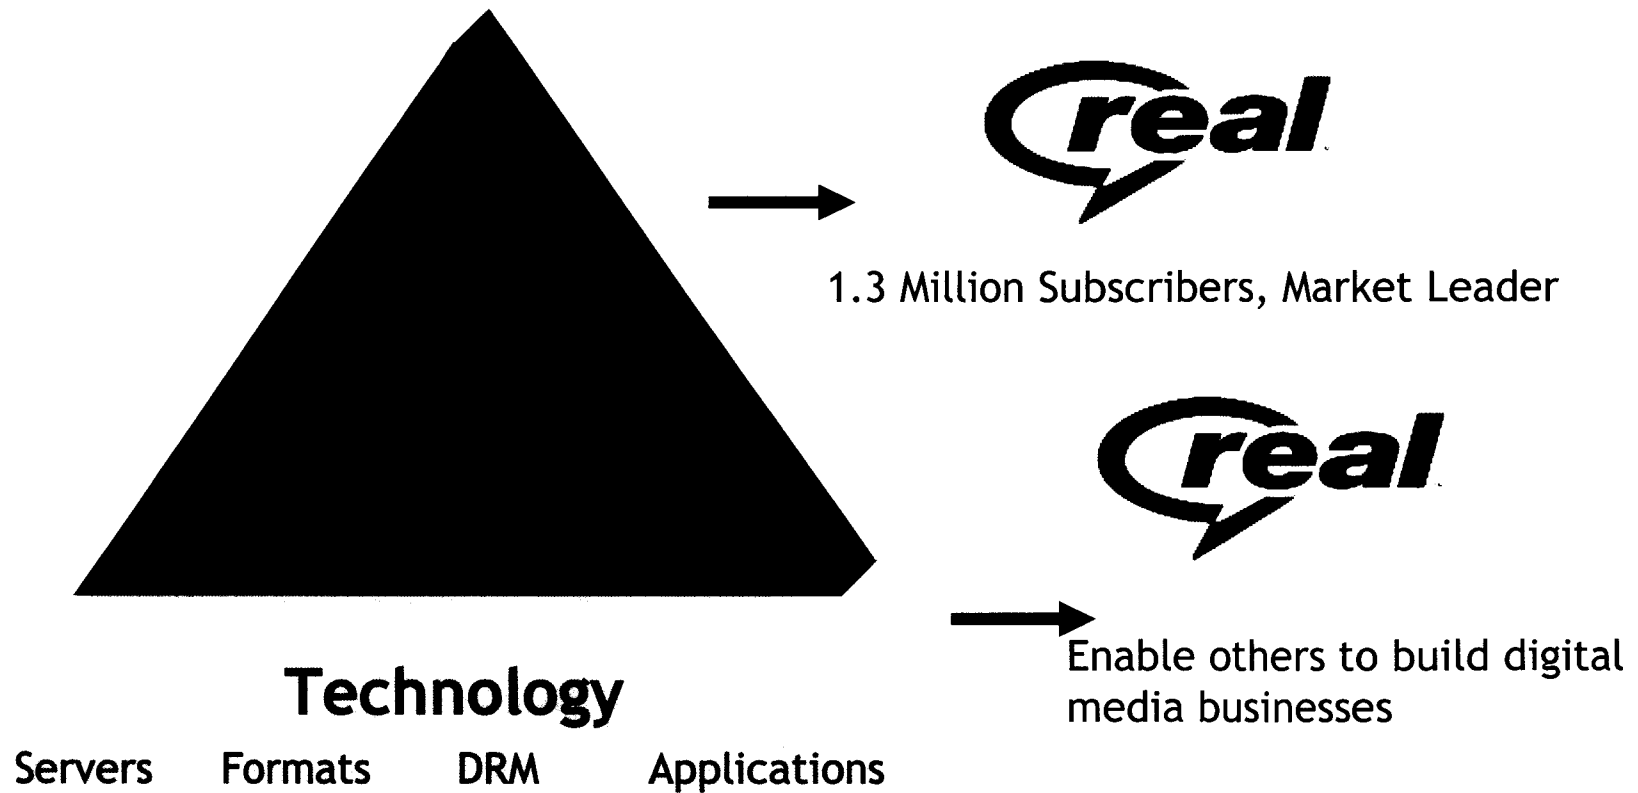 real
1.3 Million Subscribers, Market Leader
real
Enable others to build digital
media businesses
Technology
Servers Formats DRM Applications